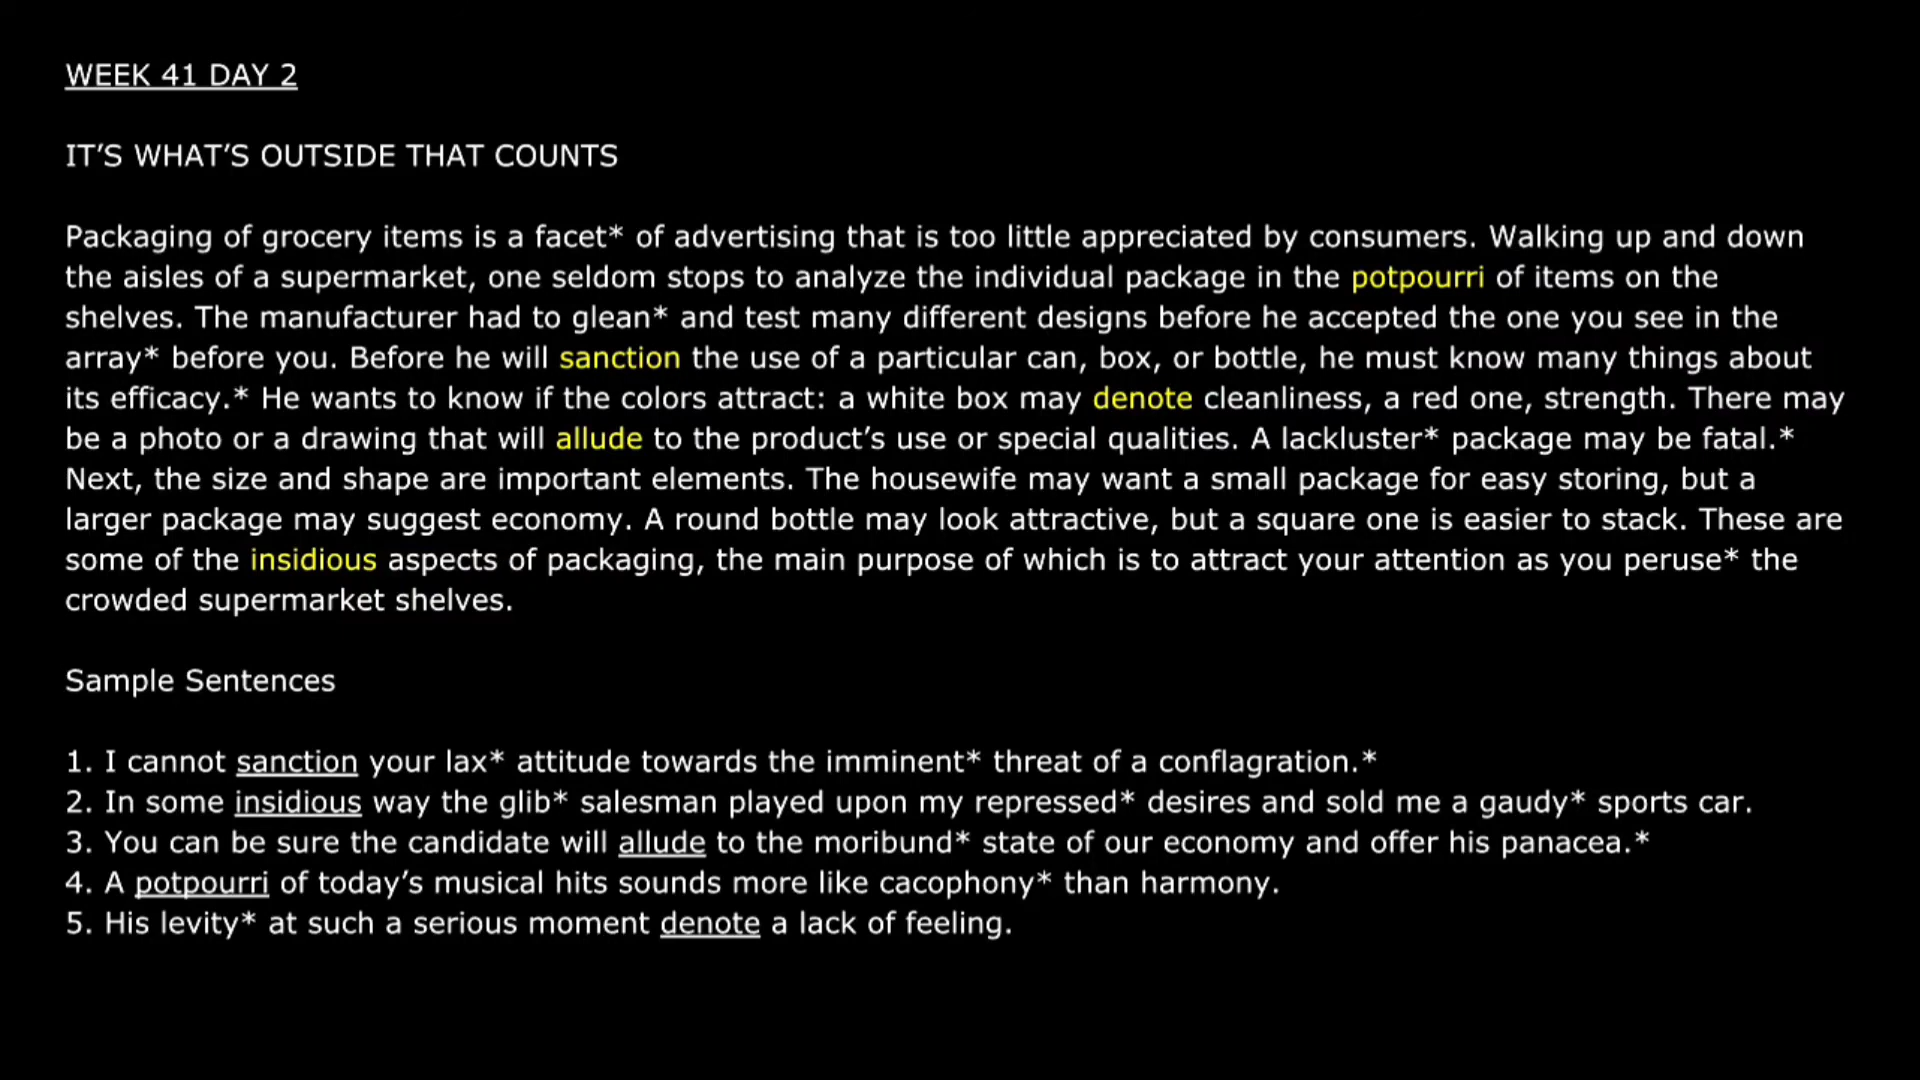 WEEK 41 DAY 2
IT’S WHAT’S OUTSIDE THAT COUNTS
Packaging of grocery items is a facet* of advertising that is too little appreciated by consumers. Walking up and down
the aisles of a supermarket, one seldom stops to analyze the individual package in the potpourri of items on the
shelves. The manufacturer had to glean* and test many different designs before he accepted the one you see in the
array* before you. Before he will sanction the use of a particular can, box, or bottle, he must know many things about
its efficacy.* He wants to know if the colors attract: a white box may denote cleanliness, a red one, strength. There may
be a photo or a drawing that will allude to the product’s use or special qualities. A lackluster* package may be fatal.*
Next, the size and shape are important elements. The housewife may want a small package for easy storing, but a
larger package may suggest economy. A round bottle may look attractive, but a square one is easier to stack. These are
some of the insidious aspects of packaging, the main purpose of which is to attract your attention as you peruse* the
crowded supermarket shelves.
Sample Sentences
1. I cannot sanction your lax* attitude towards the imminent* threat of a conflagration.*
2. In some insidious way the glib* salesman played upon my repressed* desires and sold me a gaudy* sports car.
3. You can be sure the candidate will allude to the moribund* state of our economy and offer his panacea.*
4. A potpourri of today’s musical hits sounds more like cacophony* than harmony.
5. His levity* at such a serious moment denote a lack of feeling.